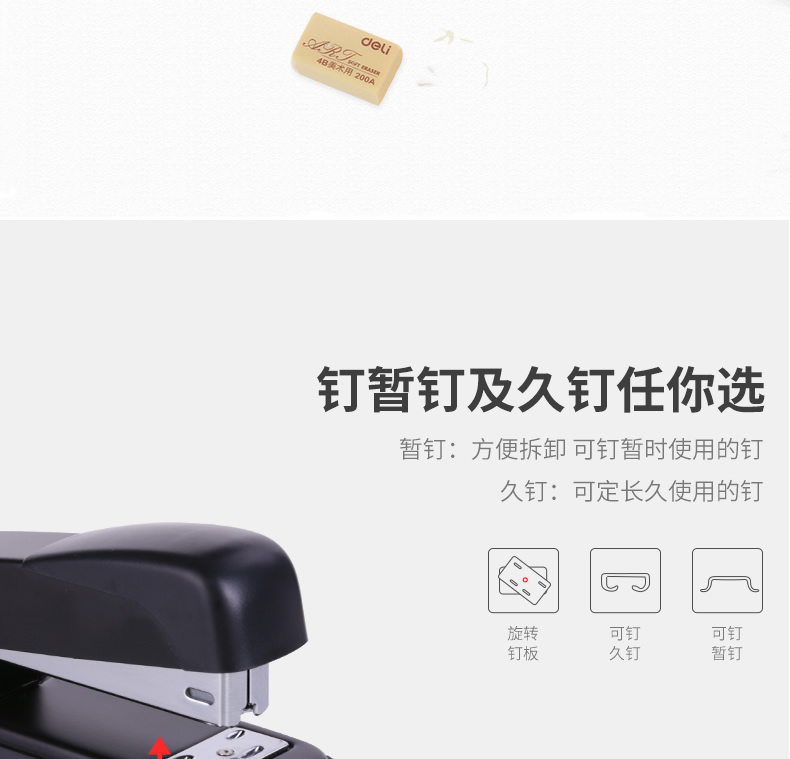 deli
ART
SOFT ERASER
4B美术用 200A
钉暂钉及久钉任你选
暂钉：方便拆卸 可钉暂时使用的钉
久钉：可定长久使用的钉
旋转
钉板
可钉
久钉
可钉
暂钉